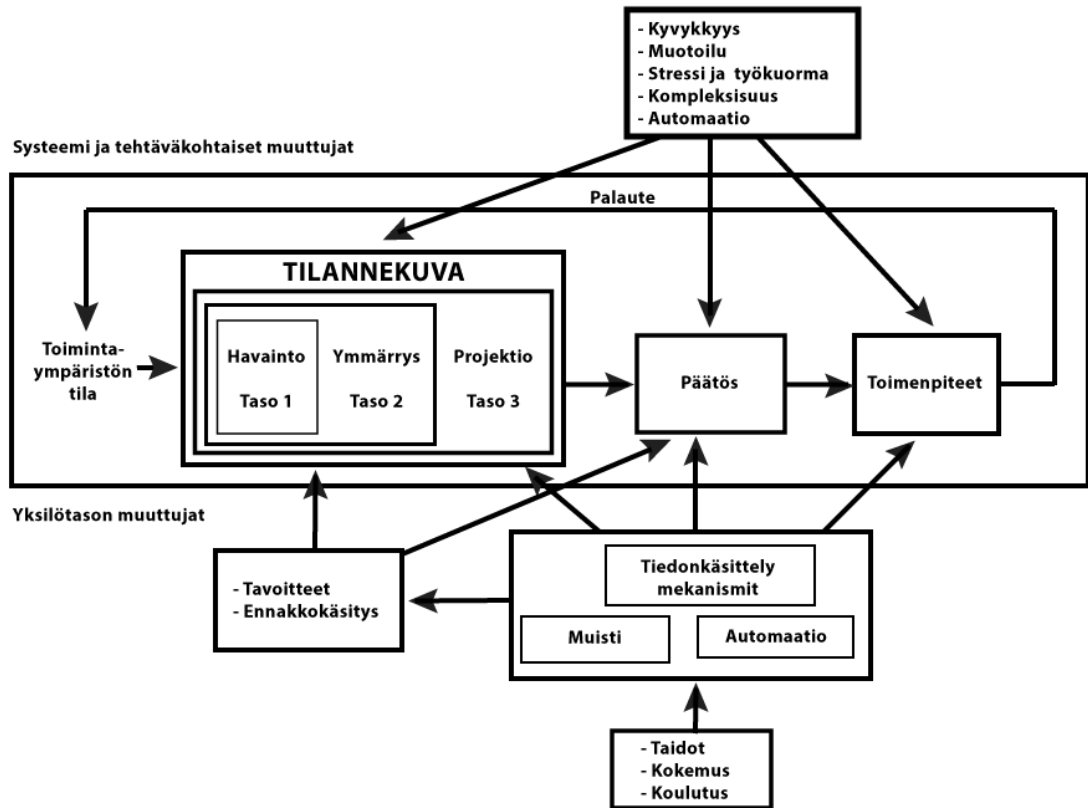 - Kyvykkyys
- Muotoilu
- Stressi ja työkuorma
- Kompleksisuus
- Automaatio
Systeemi ja tehtäväkohtaiset muuttujat
Palaute
TILANNEKUVA
Toiminta-
ympäristön
tila
Havainto
Taso 1
Ymmärrys
Taso 2
Projektio
Taso 3
Päätös
Toimenpiteet
Yksilötason muuttujat
- Tavoitteet
- Ennakkokäsitys
Tiedonkäsittely
mekanismit
Muisti
Automaatio
- Taidot
- Kokemus
- Koulutus